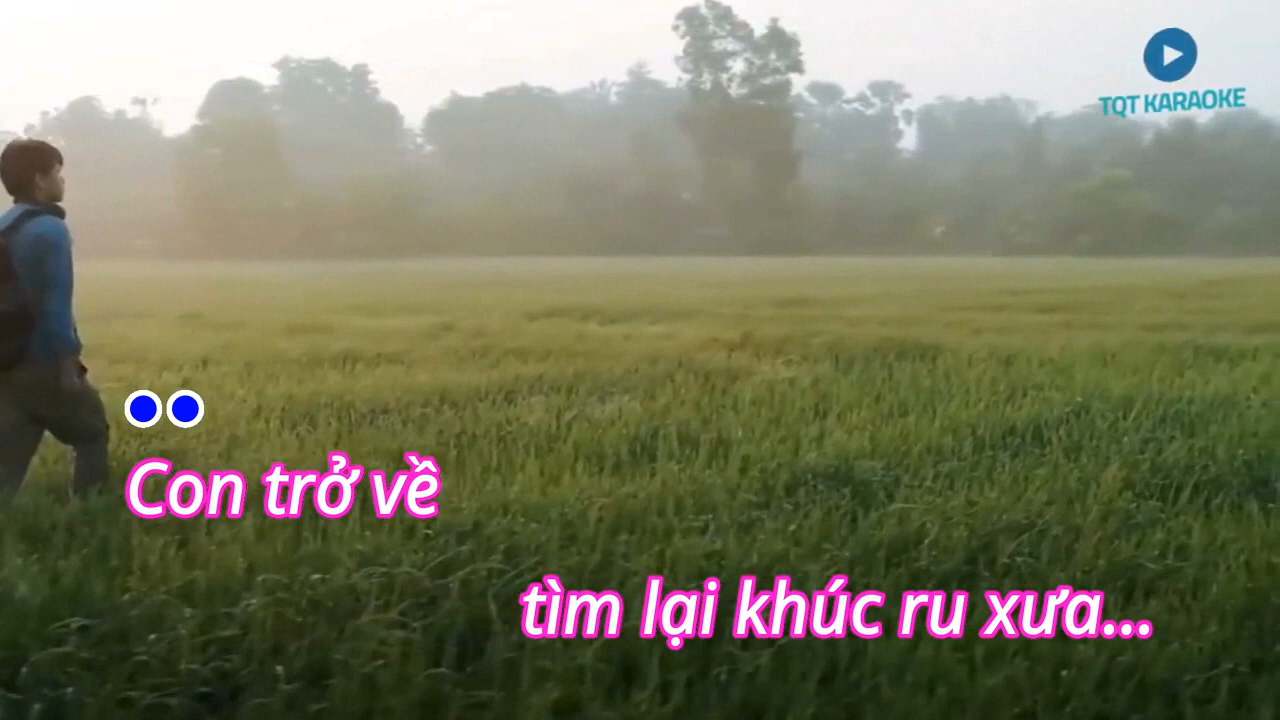 TQT KARAOKE
Con trở về
tìm lại khúc ru xưa...